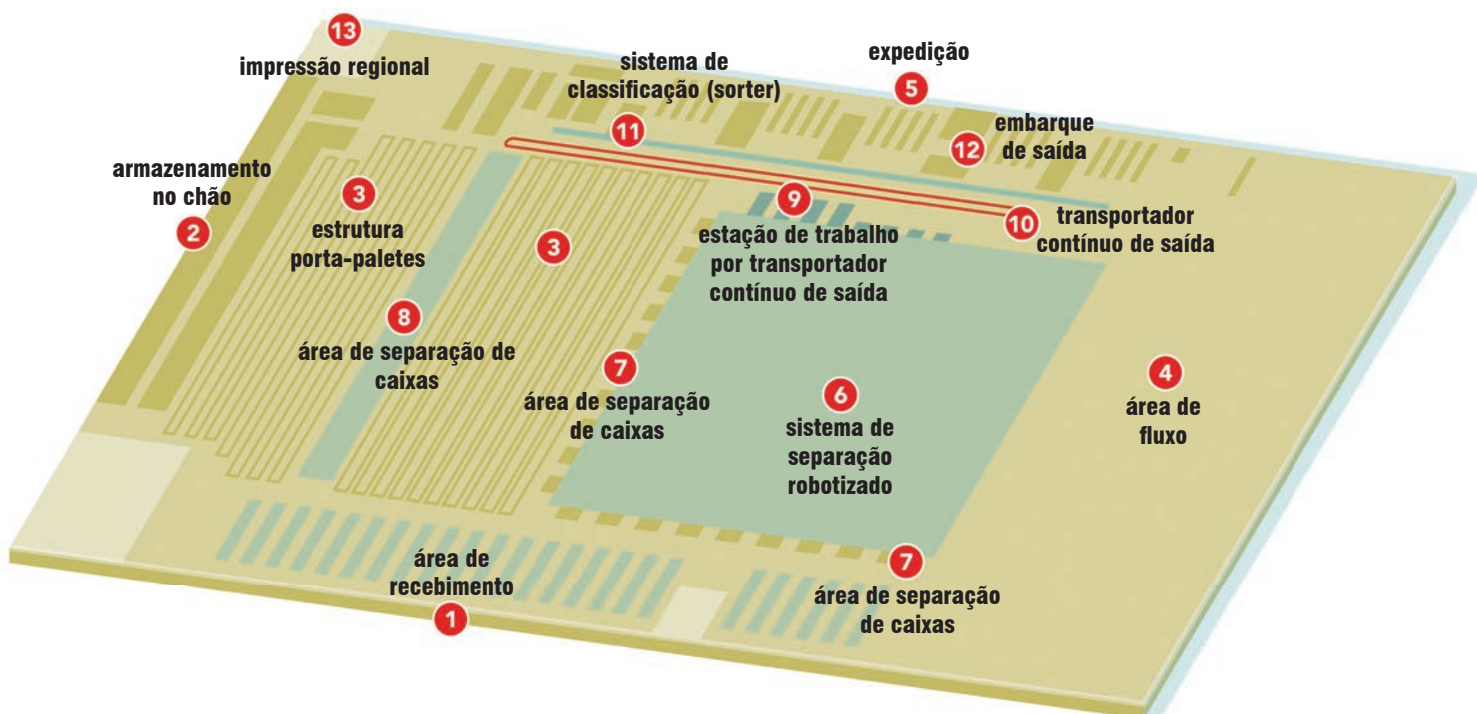 13
impressão regional
sistema de
classificação (sorter)
11
expedição
5
12
embarque
de saída
armazenamento
no chão
2
3
estrutura
porta-paletes
3
9
estação de trabalho
por transportador
contínuo de saída
10
transportador
contínuo de saída
8
área de separação de
caixas
7
área de separação
de caixas
6
sistema de
separação
robotizado
4
área de
fluxo
área de
recebimento
1
7
área de separação
de caixas